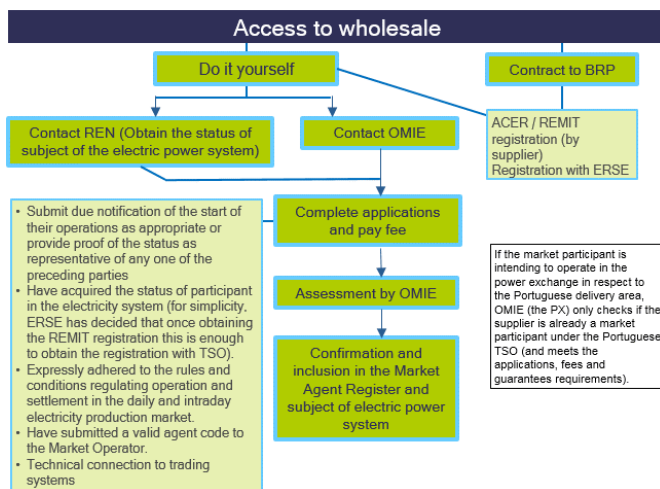 Access to wholesale
Do it yourself
Contract to BRP
Contact REN (Obtain the status of
subject of the electric power system)
Contact OMIE
ACER / REMIT
registration (by
supplier)
Registration with ERSE
• Submit due notification of the start of
their operations as appropriate or
provide proof of the status as
representative of any one of the
preceding parties
• Have acquired the status of participant
in the electricity system (for simplicity,
ERSE has decided that once obtaining
the REMIT registration this is enough
to obtain the registration with TSO).
• Expressly adhered to the rules and
conditions regulating operation and
settlement in the daily and intraday
electricity production market.
• Have submitted a valid agent code to
the Market Operator.
• Technical connection to trading
systems
Complete applications
and pay fee
Assessment by OMIE
Confirmation and
inclusion in the Market
Agent Register and
subject of electric power
system
If the market participant is
intending to operate in the
power exchange in respect to
the Portuguese delivery area,
OMIE (the PX) only checks if the
supplier is already a market
participant under the Portuguese
TSO (and meets the
applications, fees and
guarantees requirements).